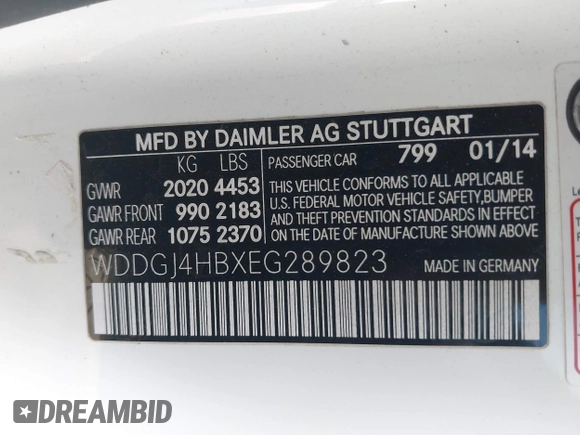 MFD BY DAIMLER AG STUTTGART
KG LBS PASSENGER CAR 799 01/14
GVWR 2020 4453
GAWR FRONT 990 2183
GAWR REAR 1075 2370
THIS VEHICLE CONFORMS TO ALL APPLICABLE
U.S. FEDERAL MOTOR VEHICLE SAFETY,BUMPER
AND THEFT PREVENTION STANDARDS IN EFFECT
ON THE DATE OF MANUFACTURE SHOWN ABOVE
WDDGJ4HBXEG289823 MADE IN GERMANY
DREAMBID